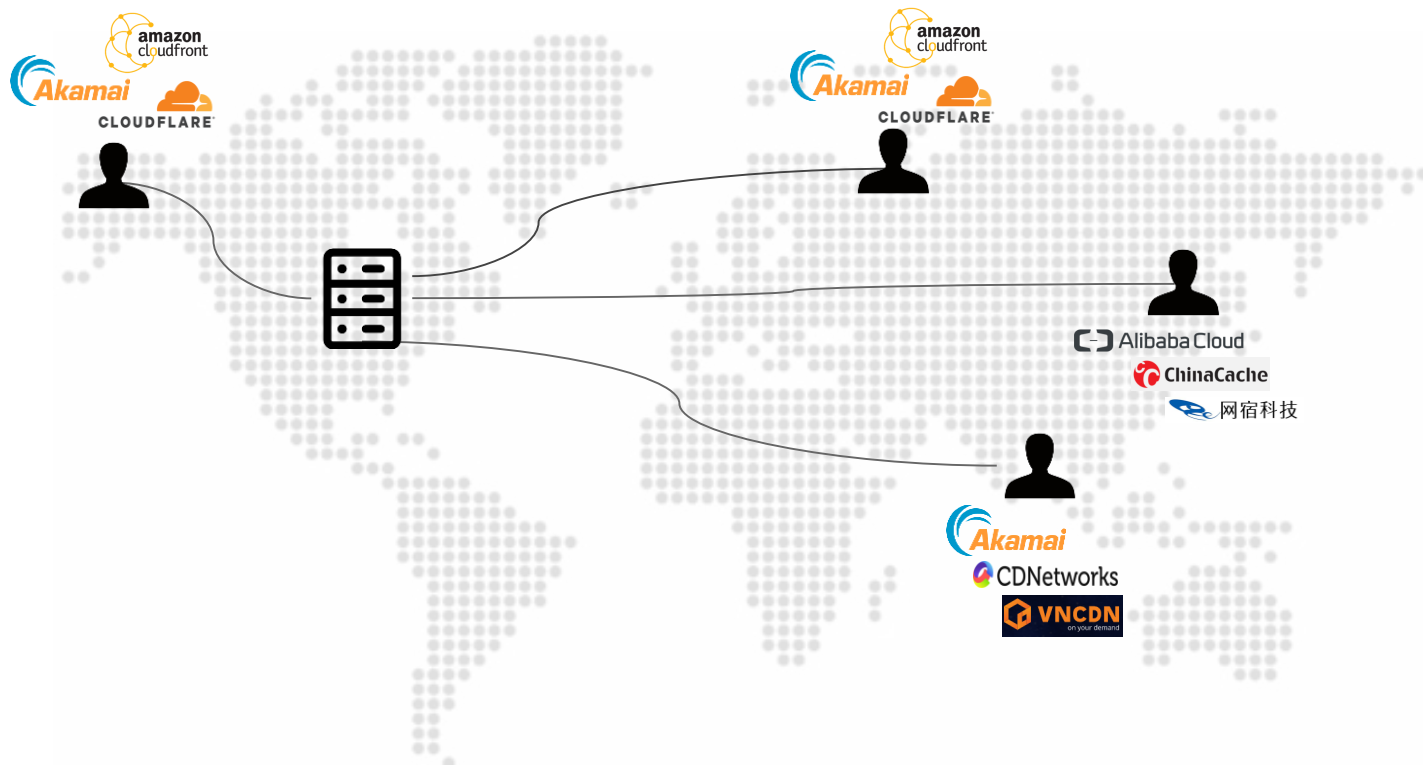 amazon
cloudfront
Akamai
CLOUDFLARE
amazon
cloudfront
Akamai
CLOUDFLARE
Alibaba Cloud
ChinaCache
网宿科技
Akamai
CDNetworks
VNCDN
on your demand